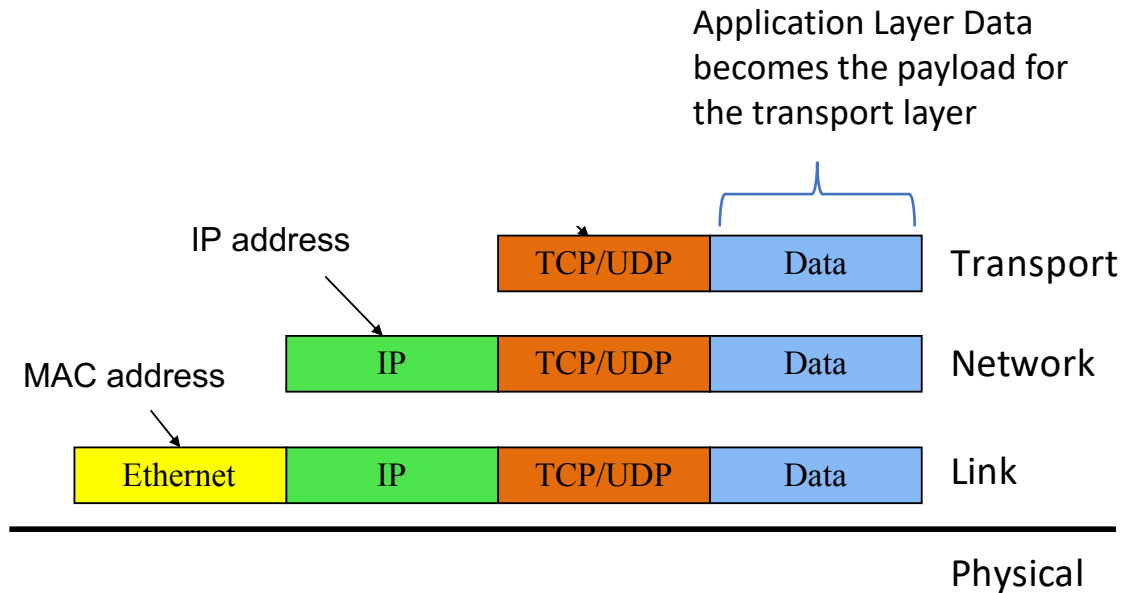 Application Layer Data
becomes the payload for
the transport layer
IP address
TCP/UDP Data Transport
MAC address
IP TCP/UDP Data Network
Ethernet IP TCP/UDP Data Link
Physical